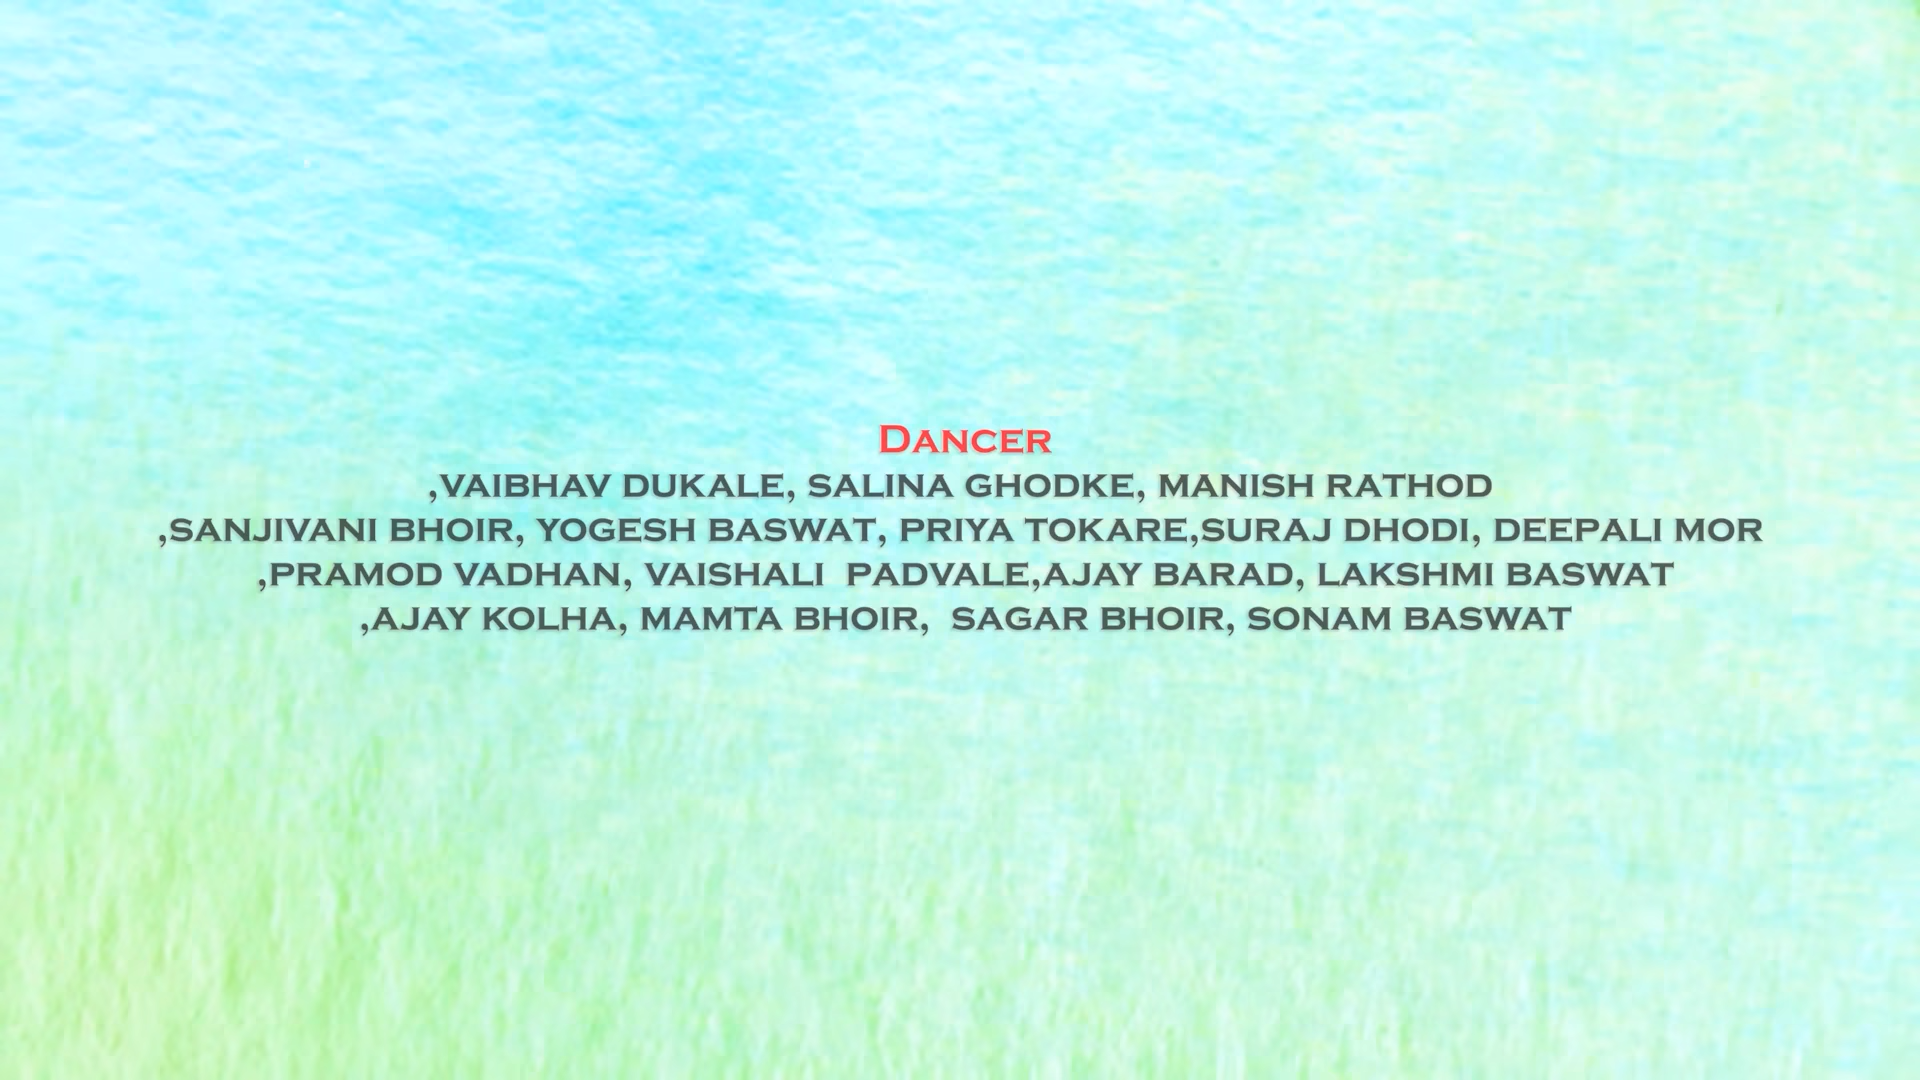 Dancer
,VAIBHAV DUKALE, SALINA GHODKE, MANISH RATHOD
,SANJIVANI BHOIR, YOGESH BASWAT, PRIYA TOKARE,SURAJ DHODI, DEEPALI MOR
,PRAMOD VADHAN, VAISHALI  PADVALE,AJAY BARAD, LAKSHMI BASWAT
,AJAY KOLHA, MAMTA BHOIR,  SAGAR BHOIR, SONAM BASWAT